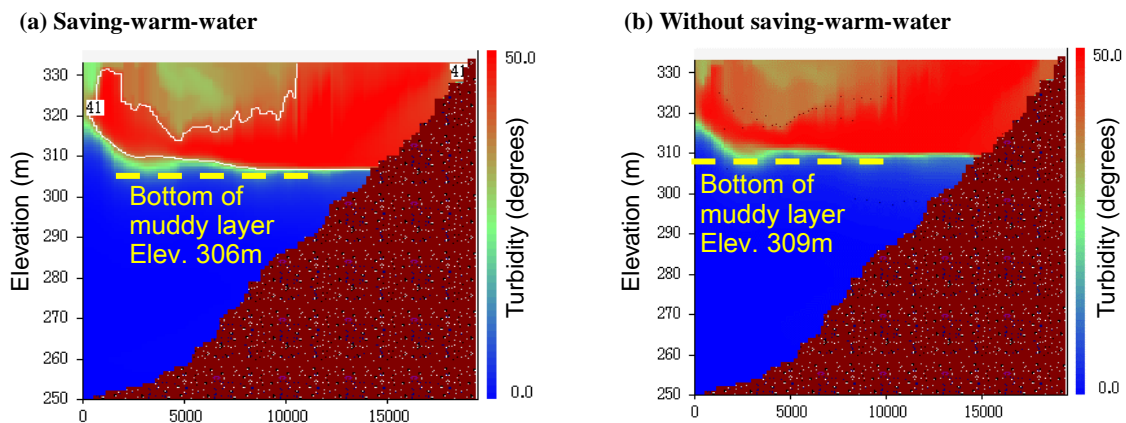 (a) Saving-warm-water
(b) Without saving-warm-water
330
320
310
300
290
280
270
260
250
0
5000
10000
15000
Elevation (m)
41
41
Bottom of
muddy layer
Elev. 306m
50.0
0.0
Turbidity (degrees)
330
320
310
300
290
280
270
260
250
0
5000
10000
15000
Elevation (m)
Bottom of
muddy layer
Elev. 309m
50.0
0.0
Turbidity (degrees)